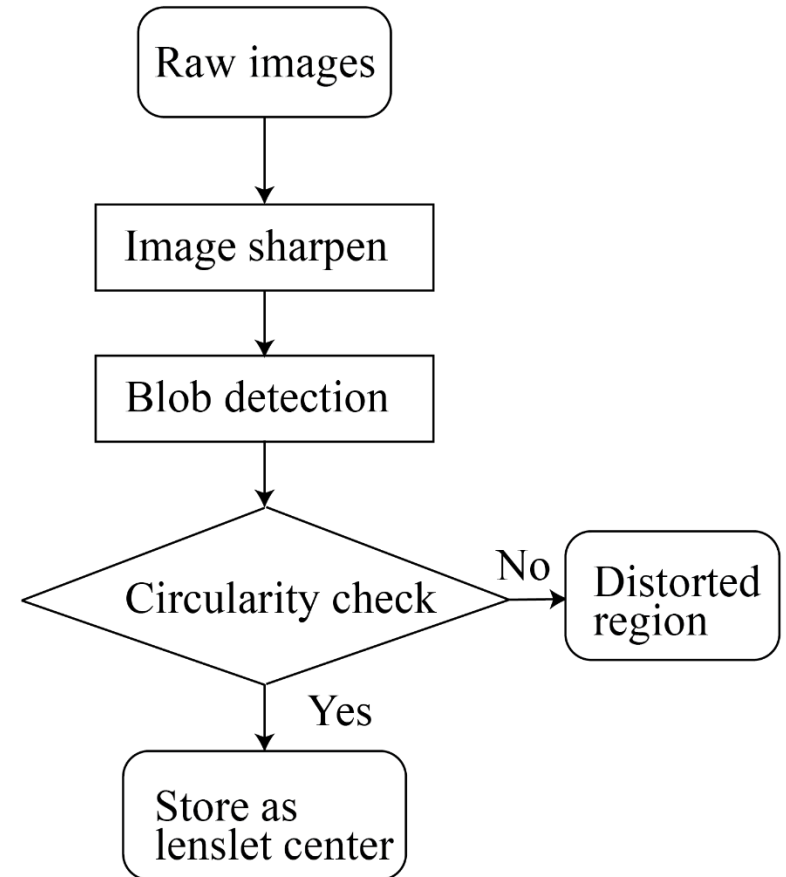 Raw images
Image sharpen
Blob detection
Circularity check
No
Distorted
region
Yes
Store as
lenslet center